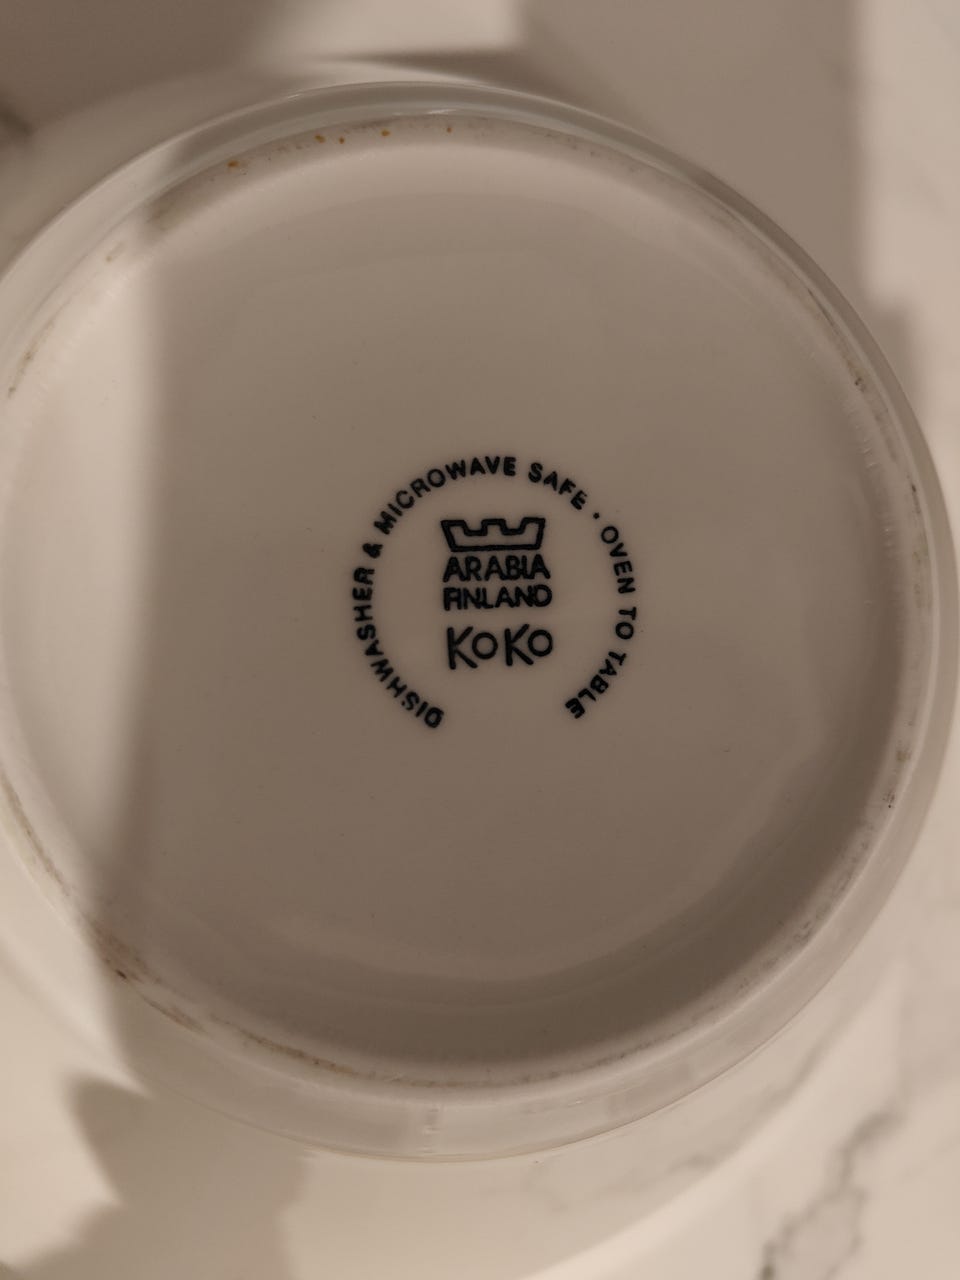 DISHWASHER & MICROWAVE SAFE · OVEN TO TABLE
ARABIA
FINLAND
KOKO